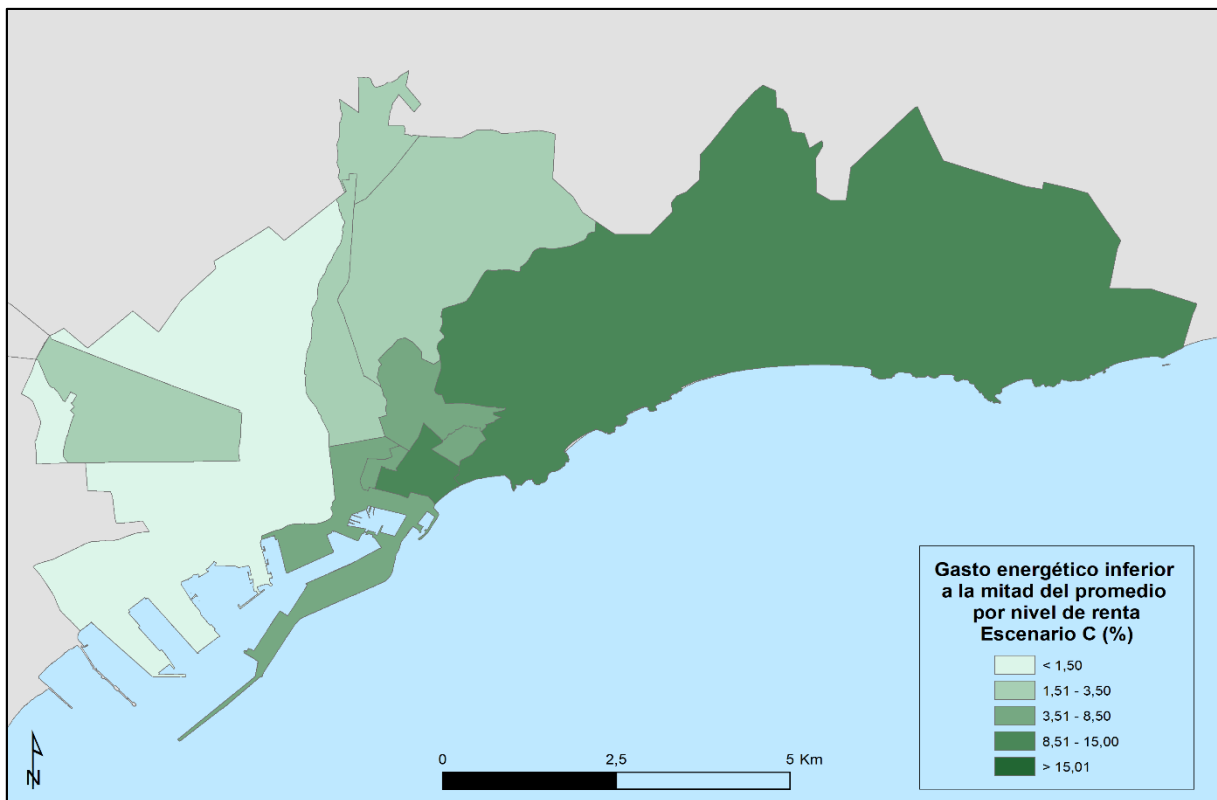 Gasto energético inferior
a la mitad del promedio
por nivel de renta
Escenario C (%)
< 1,50
1,51 - 3,50
3,51 - 8,50
8,51 - 15,00
> 15,01
N
0 2,5 5 Km